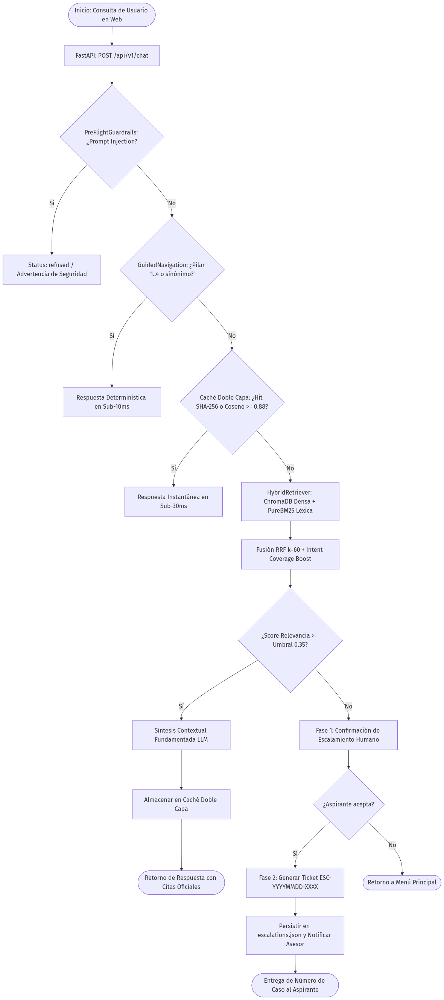 Inicio: Consulta de Usuario
en Web
FastAPI: POST /api/v1/chat
PreFlightGuardrails:
¿Prompt Injection?
Sí
No
Status: refused /
Advertencia de Seguridad
GuidedNavigation: ¿Pilar
1..4 o sinónimo?
Sí
No
Respuesta Determinística
en Sub-10ms
Caché Doble Capa: ¿Hit
SHA-256 o Coseno >= 0.88?
Sí
No
Respuesta Instantánea en
Sub-30ms
HybridRetriever:
ChromaDB Densa +
PureBM25 Léxica
Fusión RRF k=60 + Intent
Coverage Boost
¿Score Relevancia >=
Umbral 0.35?
Sí
No
Síntesis Contextual
Fundamentada LLM
Fase 1: Confirmación de
Escalamiento Humano
Almacenar en Caché Doble
Capa
¿Aspirante acepta?
Sí
No
Retorno de Respuesta con
Citas Oficiales
Fase 2: Generar Ticket ESC-
YYYYMMDD-XXXX
Retorno a Menú Principal
Persistir en
escalations.json y Notificar
Asesor
Entrega de Número de
Caso al Aspirante